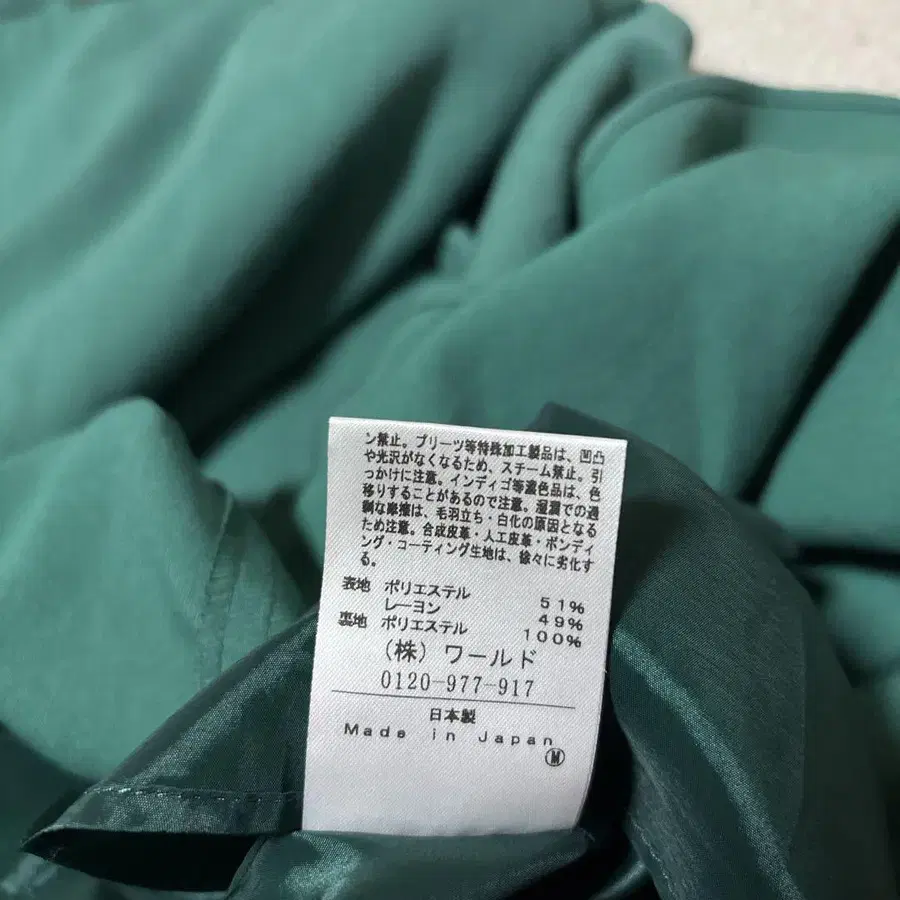 ン禁止。プリーツ等特殊加工製品は、凹凸
や光沢がなくなるため、スチーム禁止。引
っかけに注意。インディゴ等濃色品は、色
移りすることがあるので注意。湿潤での過
剰な摩擦は、毛羽立ち・白化の原因となる
ため注意。合成皮革・人工皮革・ボンディ
ング・コーティング生地は、徐々に劣化す
る。
表地 ポリエステル 51%
レーヨン 49%
裏地 ポリエステル 100%
(株) ワールド
0120-977-917
日本製
Made in Japan
M